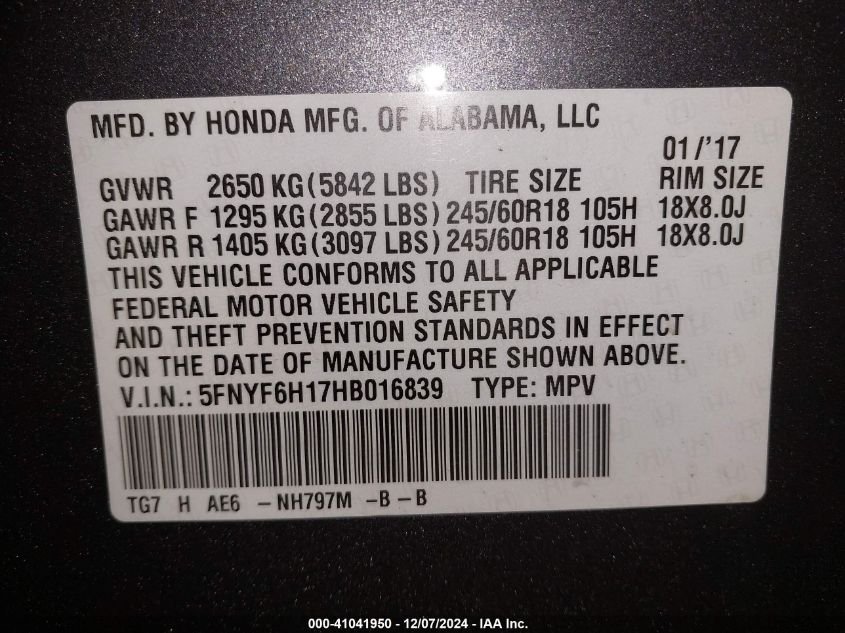 MFD. BY HONDA MFG. OF ALABAMA, LLC
01/'17
GVWR 2650 KG (5842 LBS) TIRE SIZE RIM SIZE
GAWR F 1295 KG (2855 LBS) 245/60R18 105H 18X8.0J
GAWR R 1405 KG (3097 LBS) 245/60R18 105H 18X8.0J
THIS VEHICLE CONFORMS TO ALL APPLICABLE
FEDERAL MOTOR VEHICLE SAFETY
AND THEFT PREVENTION STANDARDS IN EFFECT
ON THE DATE OF MANUFACTURE SHOWN ABOVE.
V.I.N.: 5FNYF6H17HB016839 TYPE: MPV
TG7 H AE6 - NH797M - B - B
000-41041950 - 12/07/2024 - IAA Inc.